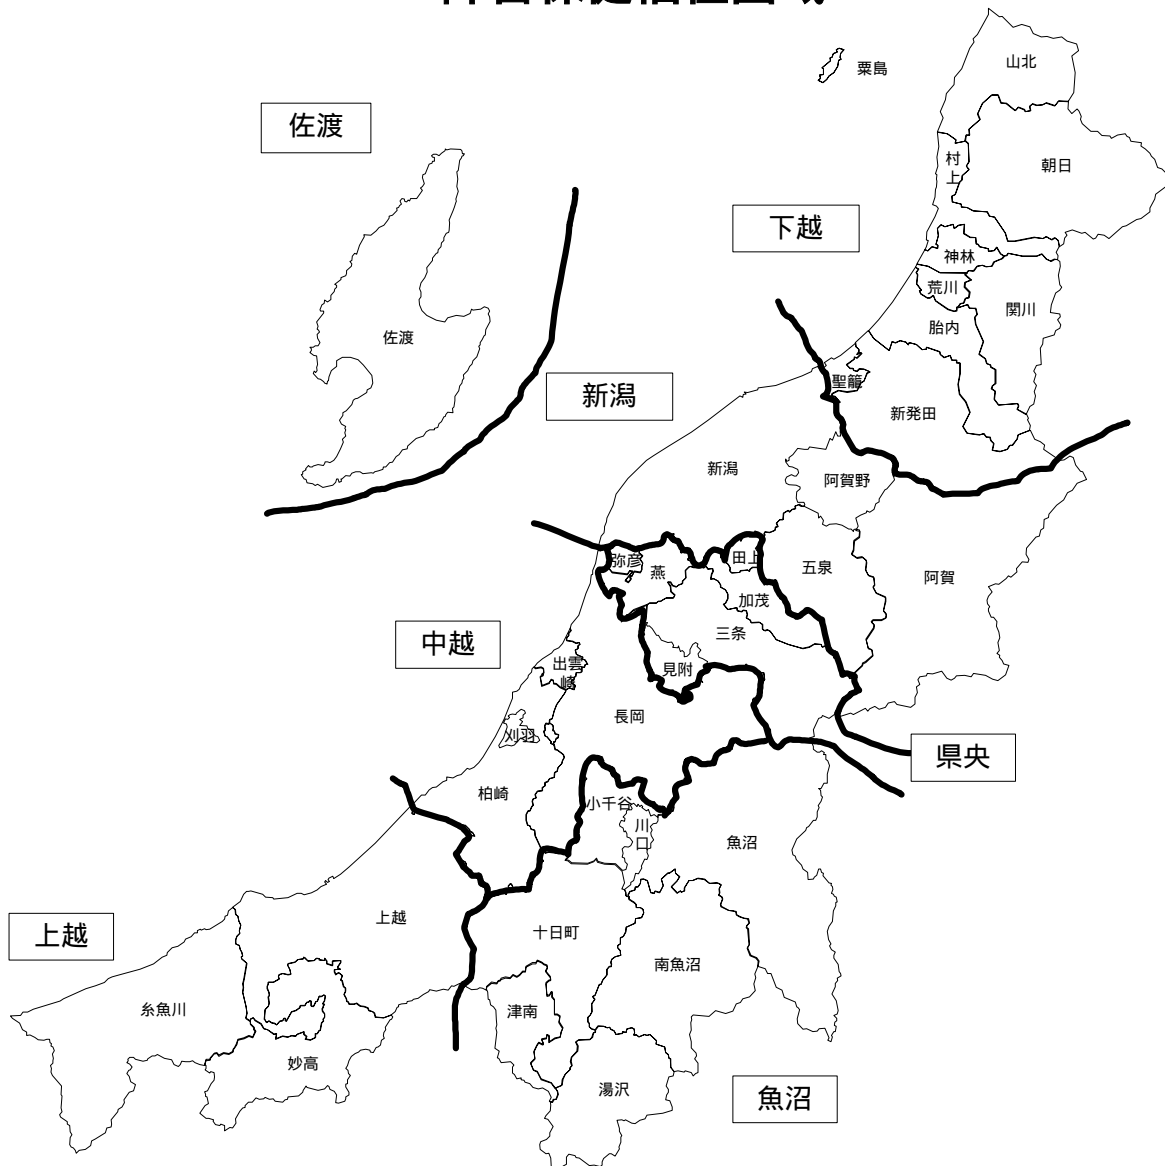 山北
粟島
佐渡
村上
朝日
下越
神林
荒川
関川
胎内
佐渡
聖籠
新潟
新発田
新潟
阿賀野
弥彦
燕
田上
五泉
阿賀
加茂
三条
中越
出雲崎
見附
長岡
刈羽
県央
柏崎
小千谷
川口
魚沼
上越
上越
十日町
南魚沼
糸魚川
津南
妙高
湯沢
魚沼